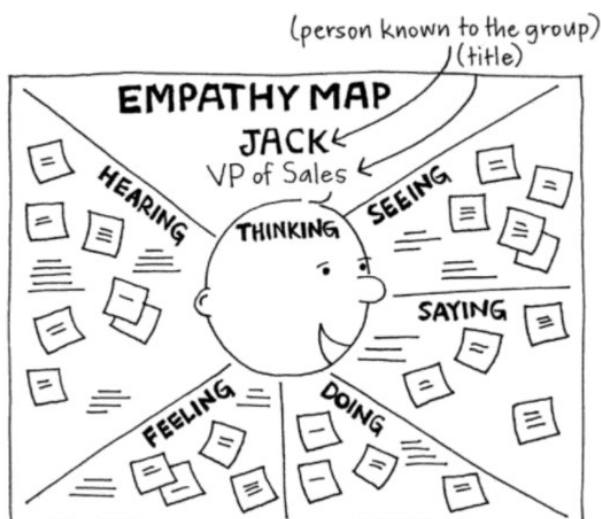 (person known to the group)
(title)
EMPATHY MAP
JACK
VP of Sales
HEARING
THINKING
SEEING
SAYING
FEELING
DOING